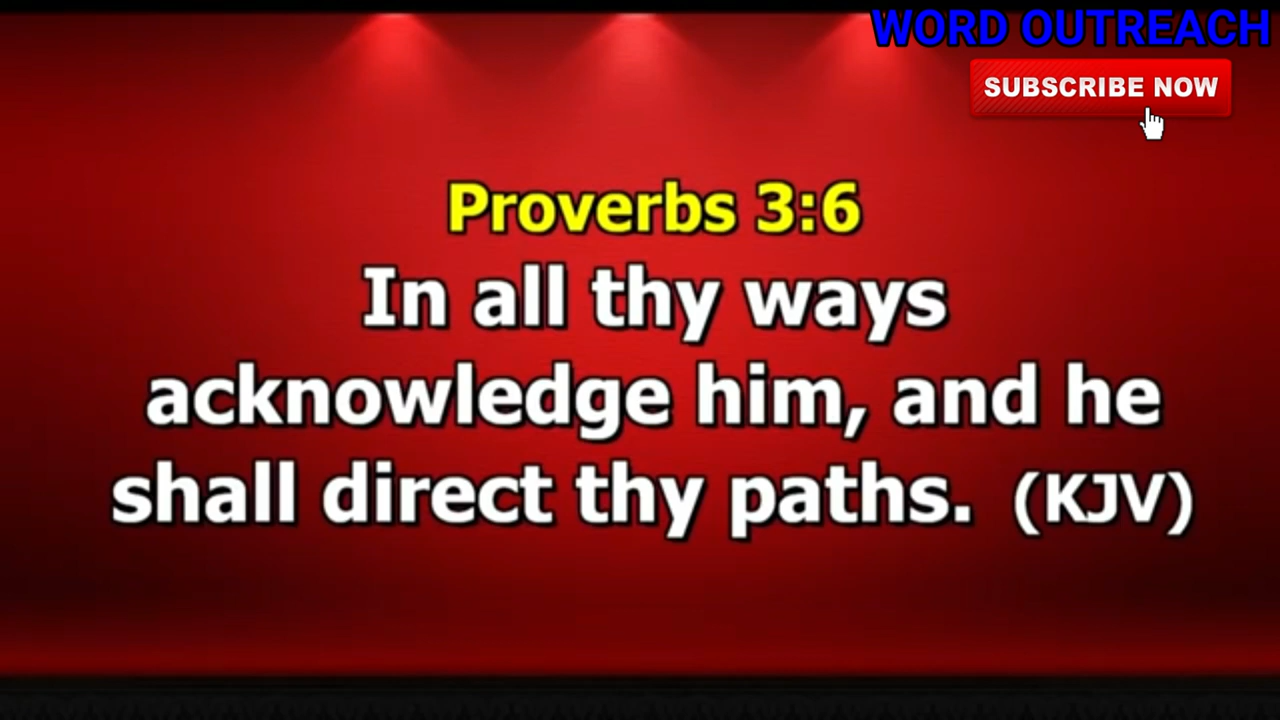 WORD OUTREACH
SUBSCRIBE NOW
Proverbs 3:6
In all thy ways
acknowledge him, and he
shall direct thy paths. (KJV)